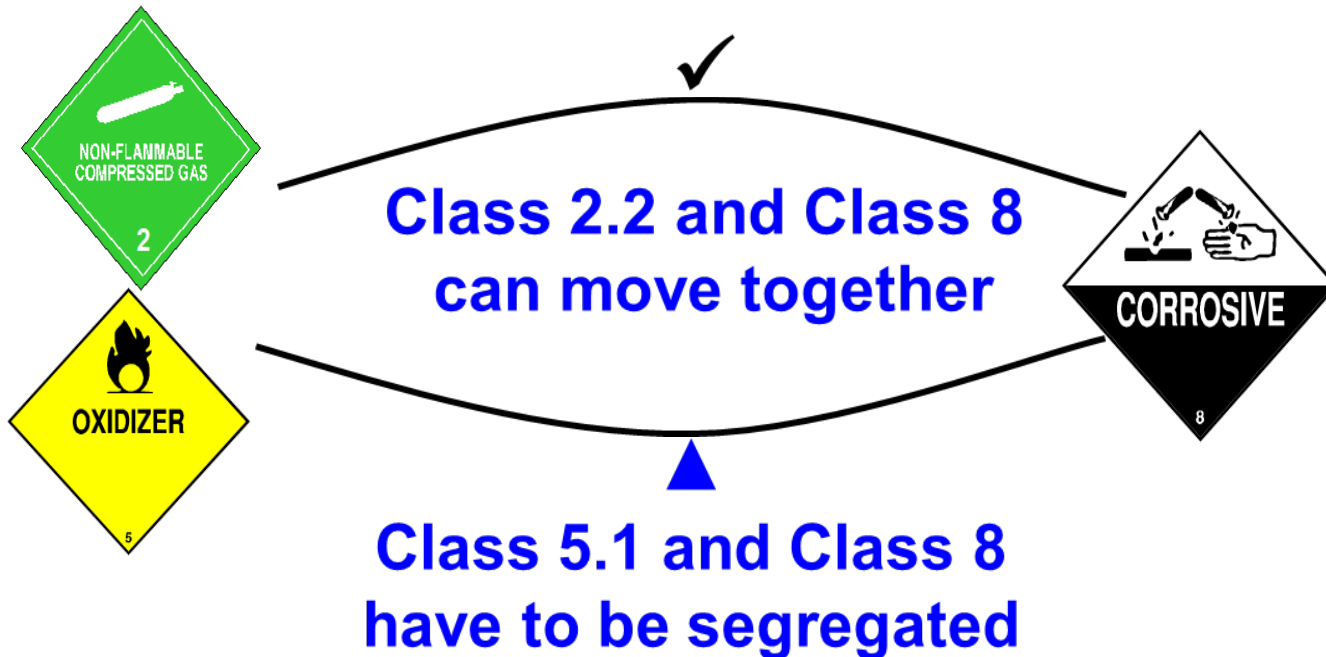 NON-FLAMMABLE
COMPRESSED GAS
2
Class 2.2 and Class 8
can move together
CORROSIVE
8
OXIDIZER
5
Class 5.1 and Class 8
have to be segregated